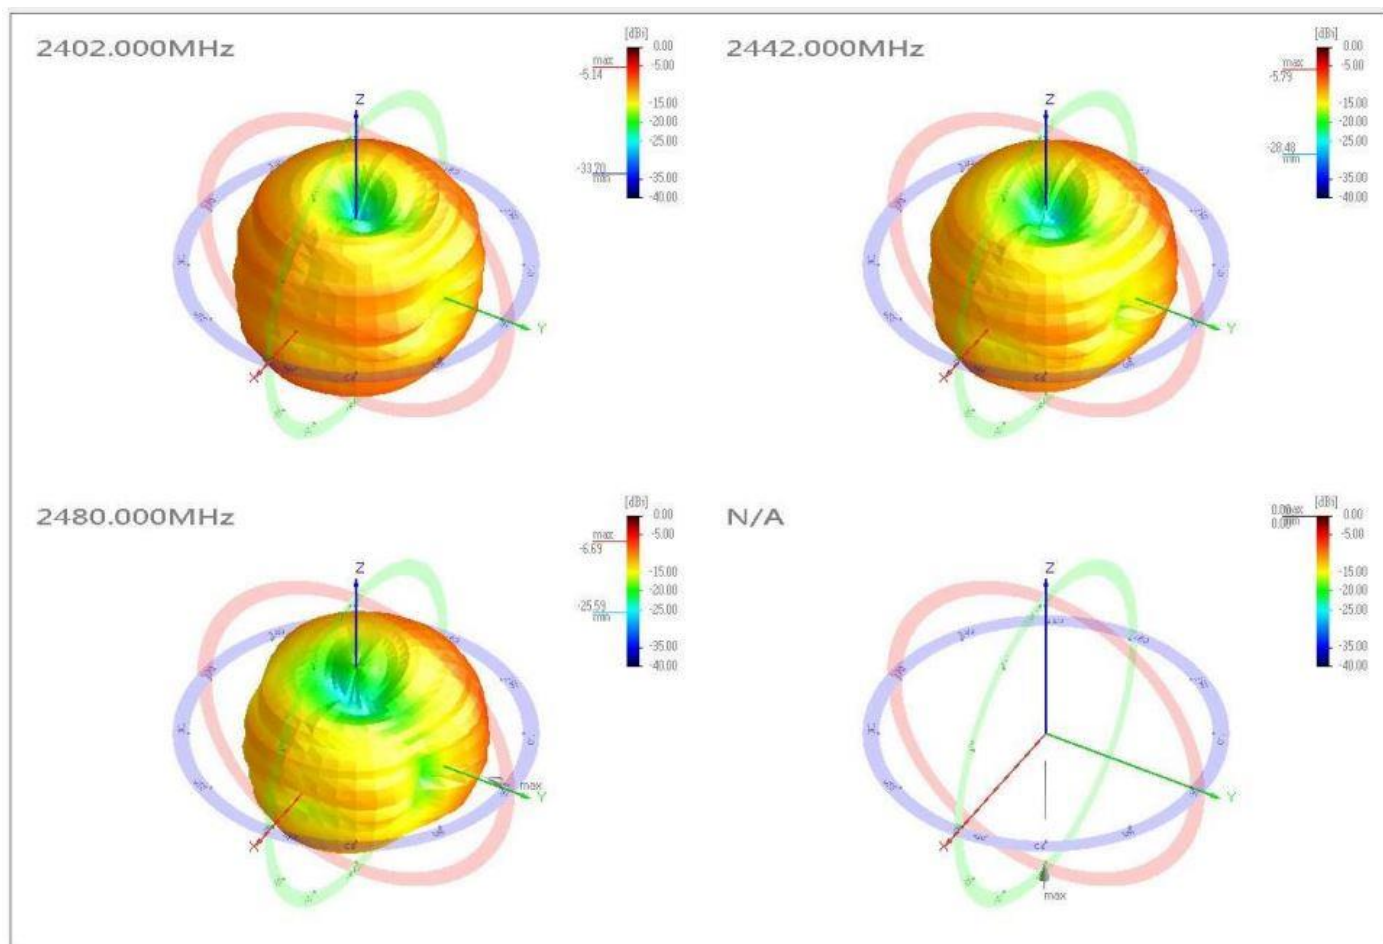 2402.000MHz
[dBi]
max
-5.14
-33.70
min
0.00
-5.00
-15.00
-20.00
-25.00
-35.00
-40.00
Z
X
Y
2442.000MHz
[dBi]
max
-5.79
-28.48
min
0.00
-5.00
-15.00
-20.00
-25.00
-35.00
-40.00
Z
X
Y
2480.000MHz
[dBi]
max
-6.69
-25.59
min
0.00
-5.00
-15.00
-20.00
-25.00
-35.00
-40.00
Z
X
max
Y
N/A
[dBi]
0.00
0.00
-5.00
-15.00
-20.00
-25.00
-35.00
-40.00
Z
X
Y
max